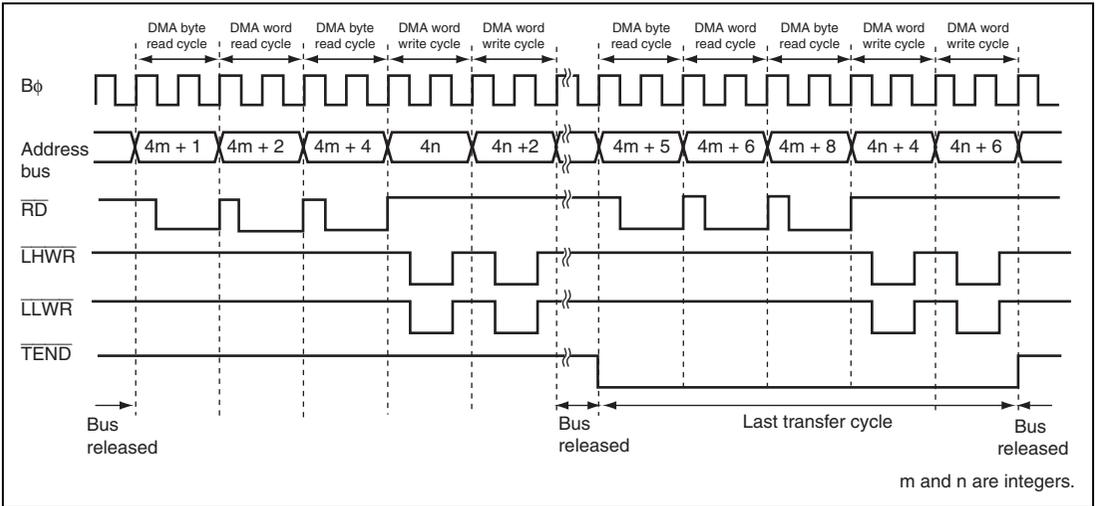 DMA byte DMA word DMA byte DMA word DMA word DMA byte DMA word DMA byte DMA word DMA word
read cycle read cycle read cycle write cycle write cycle read cycle read cycle read cycle write cycle write cycle
Bϕ
Address 4m + 1 4m + 2 4m + 4 4n 4n +2 4m + 5 4m + 6 4m + 8 4n + 4 4n + 6
bus
RD
LHWR
LLWR
TEND
Bus Bus Last transfer cycle Bus
released released released
m and n are integers.